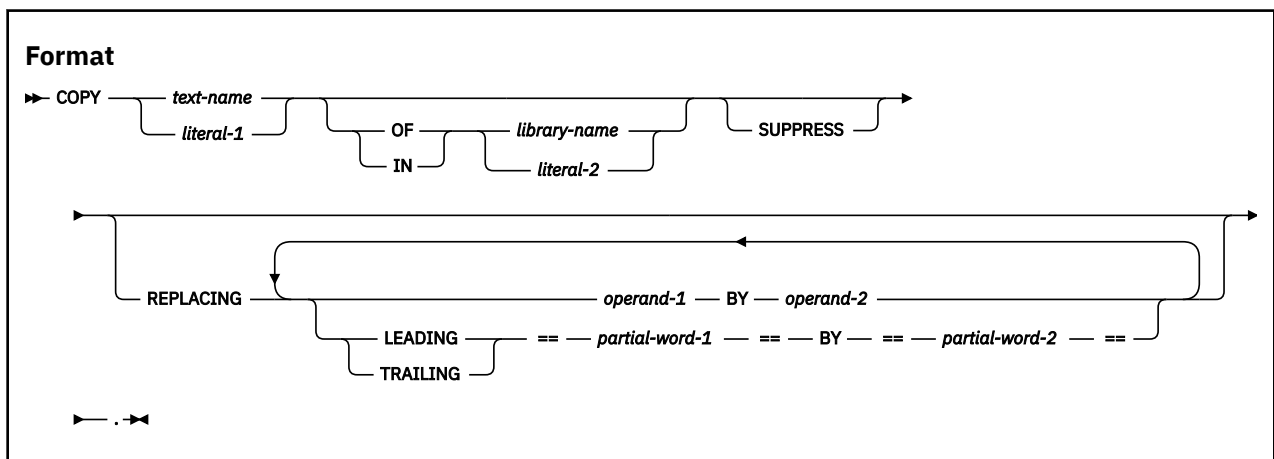 Format
COPY text-name
literal-1
OF library-name
IN literal-2
SUPPRESS
REPLACING operand-1 BY operand-2
LEADING == partial-word-1 == BY == partial-word-2 ==
TRAILING
.